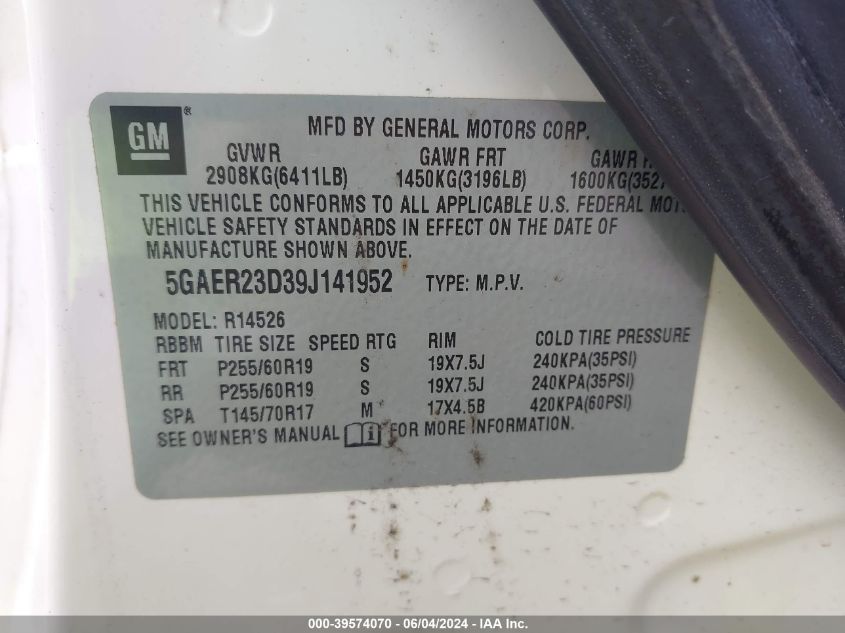 GM ®
MFD BY GENERAL MOTORS CORP.
GVWR GAWR FRT GAWR
2908KG(6411LB) 1450KG(3196LB) 1600KG(3527
THIS VEHICLE CONFORMS TO ALL APPLICABLE U.S. FEDERAL
VEHICLE SAFETY STANDARDS IN EFFECT ON THE DATE OF
MANUFACTURE SHOWN ABOVE.
5GAER23D39J141952 TYPE: M.P.V.
MODEL: R14526
RBBM TIRE SIZE SPEED RTG RIM COLD TIRE PRESSURE
FRT P255/60R19 S 19X7.5J 240KPA(35PSI)
RR P255/60R19 S 19X7.5J 240KPA(35PSI)
SPA T145/70R17 M 17X4.5B 420KPA(60PSI)
SEE OWNER'S MANUAL i FOR MORE INFORMATION.
000-39574070 - 06/04/2024 - IAA Inc.